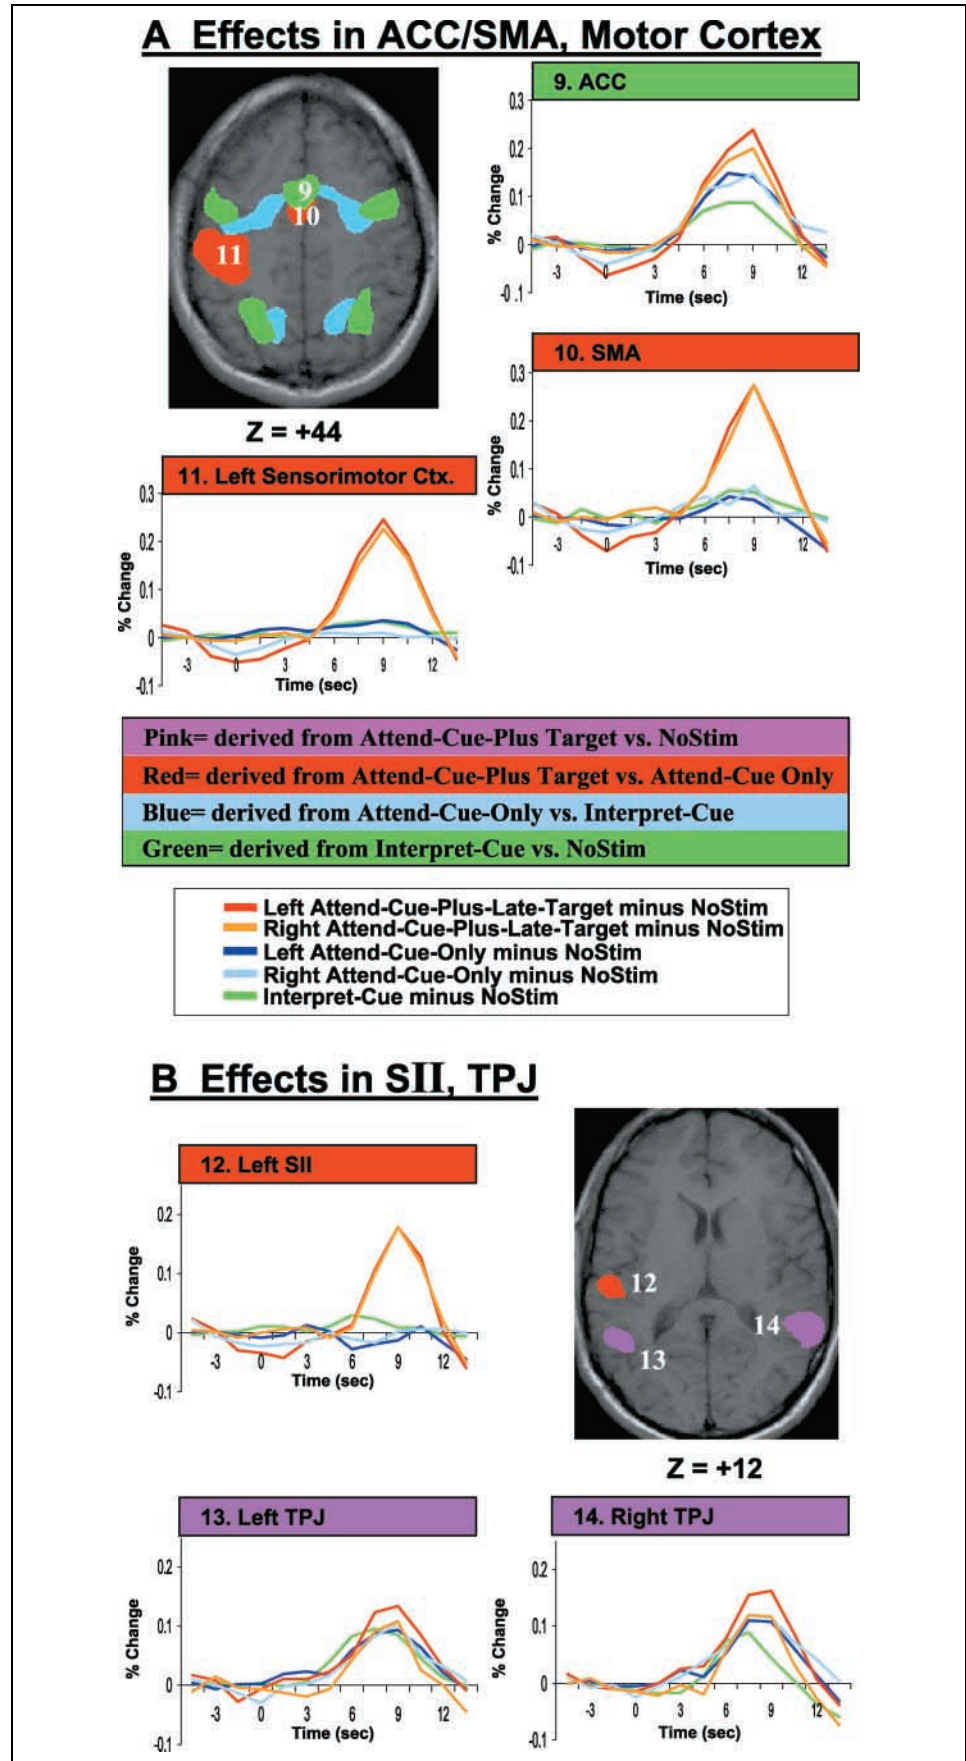 A Effects in ACC/SMA, Motor Cortex
9. ACC
0.3
0.2
0.1
0
-0.1
% Change
-3
0
3
6
9
12
Time (sec)
9
10
11
Z = +44
10. SMA
0.3
0.2
0.1
0
-0.1
% Change
-3
0
3
6
9
12
Time (sec)
11. Left Sensorimotor Ctx.
0.3
0.2
0.1
0
-0.1
% Change
-3
0
3
6
9
12
Time (sec)
Pink= derived from Attend-Cue-Plus Target vs. NoStim
Red= derived from Attend-Cue-Plus Target vs. Attend-Cue Only
Blue= derived from Attend-Cue-Only vs. Interpret-Cue
Green= derived from Interpret-Cue vs. NoStim
Left Attend-Cue-Plus-Late-Target minus NoStim
Right Attend-Cue-Plus-Late-Target minus NoStim
Left Attend-Cue-Only minus NoStim
Right Attend-Cue-Only minus NoStim
Interpret-Cue minus NoStim
B Effects in SII, TPJ
12. Left SII
0.2
0.1
0
-0.1
% Change
-3
0
3
6
9
12
Time (sec)
12
13
14
Z = +12
13. Left TPJ
0.2
0.1
0
-0.1
% Change
-3
0
3
6
9
12
Time (sec)
14. Right TPJ
0.2
0.1
0
-0.1
% Change
-3
0
3
6
9
12
Time (sec)